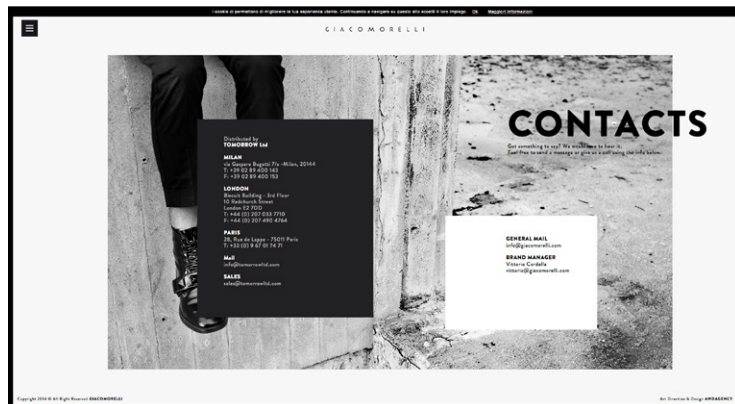 I cookie ci permettono di migliorare la tua esperienza utente. Continuando a navigare su questo sito accetti il loro impiego. Ok Maggiori Informazioni
GIACOMORELLI
CONTACTS
Got something to say? We would love to hear it.
Feel free to send a message or give us a call using the info below.
Distributed by
TOMORROW Ltd
MILAN
via Gaspare Bugatti 7/a -Milan, 20144
T: +39 02 89 400 143
F: +39 02 89 400 153
LONDON
Biscuit Building - 3rd Floor
10 Redchurch Street
London E2 7DD
T: +44 (0) 207 033 7710
F: +44 (0) 207 490 4764
PARIS
28, Rue de Lappe - 75011 Paris
T: +33 (0) 9 67 01 74 71
Mail
info@tomorrowltd.com
SALES
sales@tomorrowltd.com
GENERAL MAIL
info@giacomorelli.com
BRAND MANAGER
Vittorio Cordella
vittorio@giacomorelli.com
Copyright 2014 © All Right Reserved GIACOMORELLI
Art Direction & Design AMDAGENCY